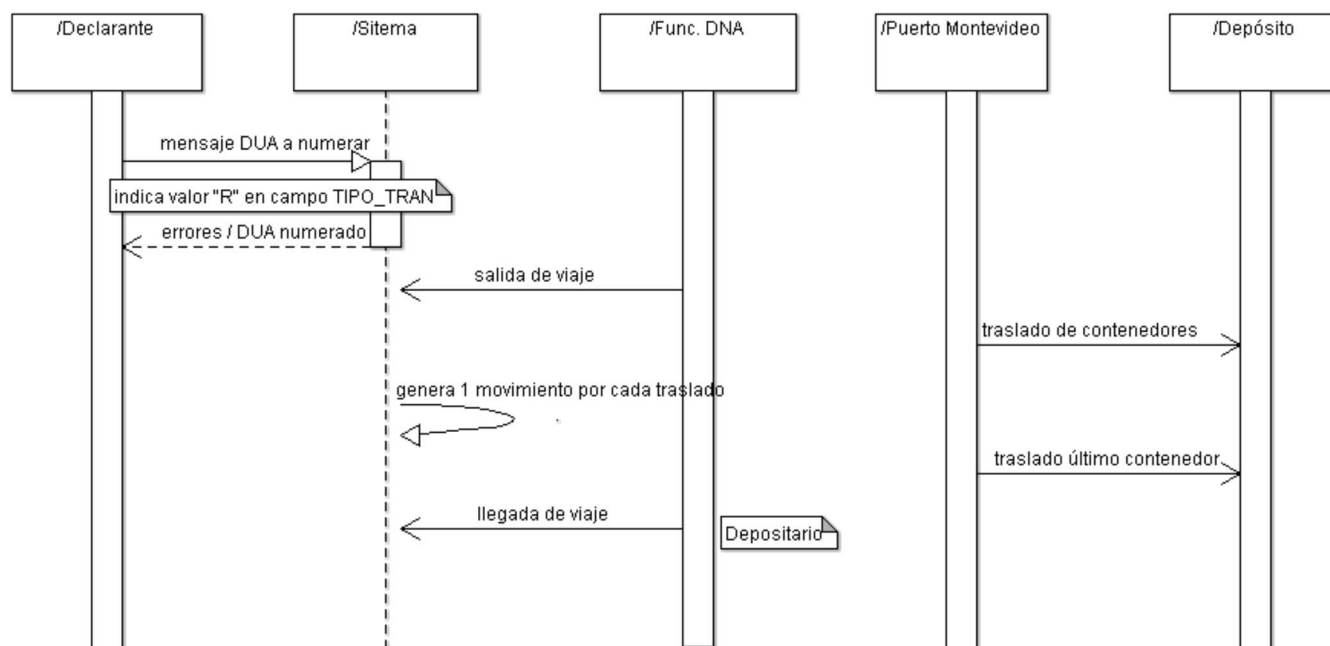 /Declarante
/Sitema
/Func. DNA
/Puerto Montevideo
/Depósito
mensaje DUA a numerar
indica valor "R" en campo TIPO_TRAN
errores / DUA numerado
salida de viaje
traslado de contenedores
genera 1 movimiento por cada traslado
traslado último contenedor
llegada de viaje
Depositario